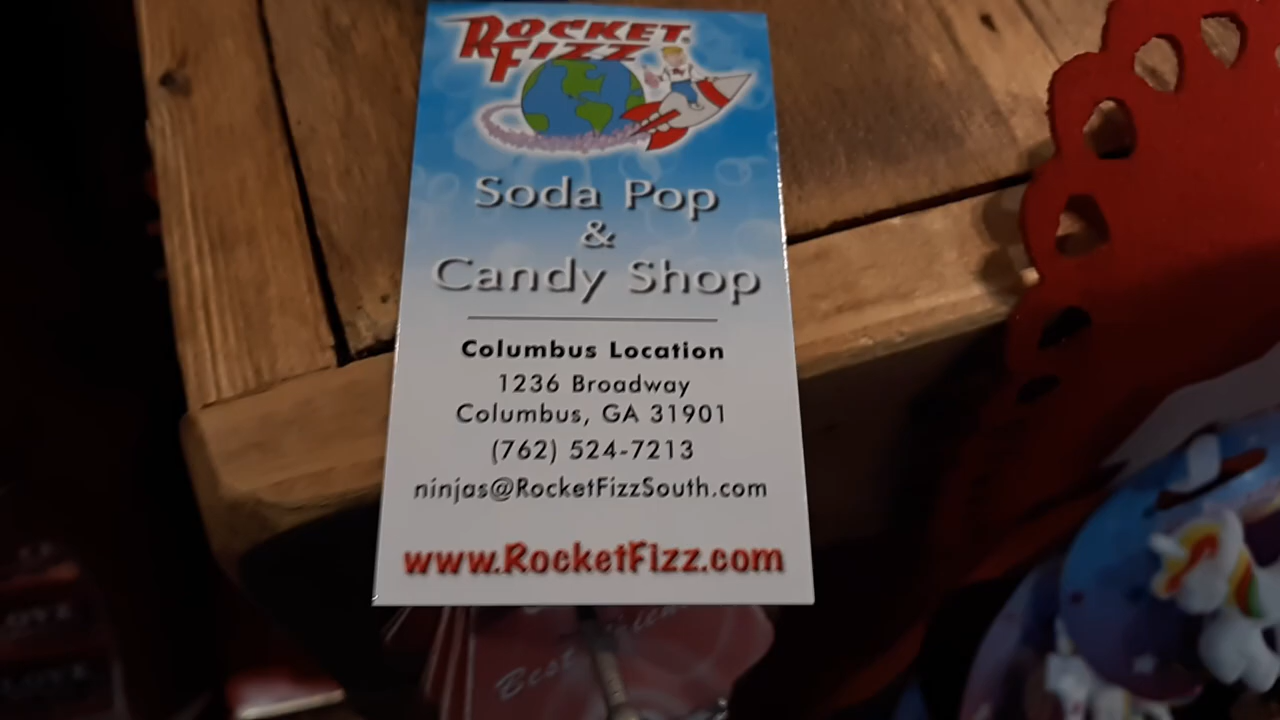 ROCKET
FIZZ
Soda Pop
&
Candy Shop
Columbus Location
1236 Broadway
Columbus, GA 31901
(762) 524-7213
ninjas@RocketFizzSouth.com
www.RocketFizz.com
Best